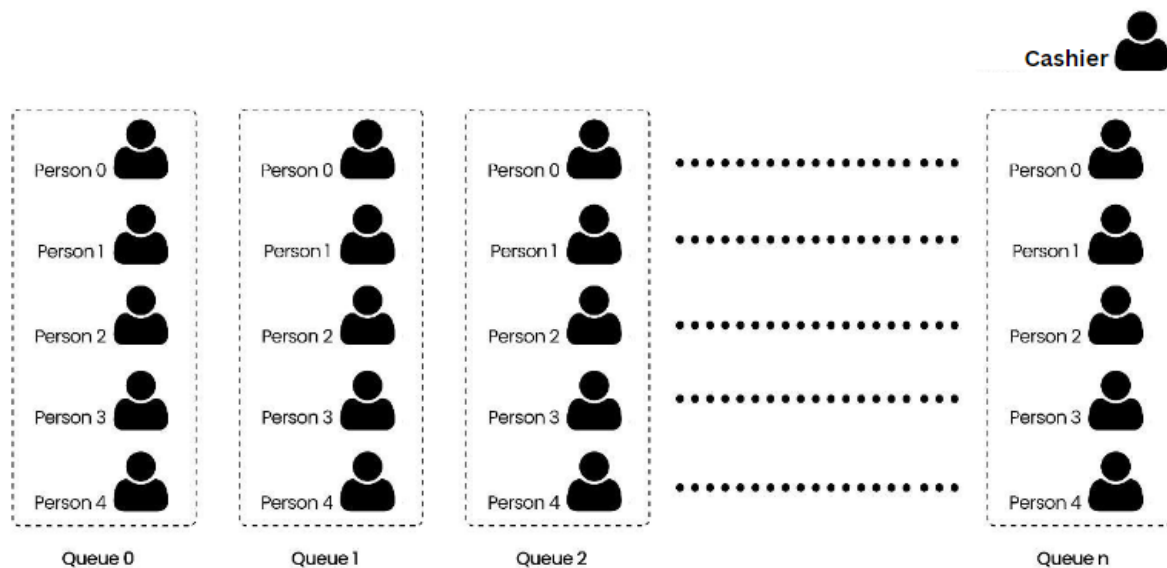 Cashier
Person 0 Person 0 Person 0 Person 0
Person 1 Person 1 Person 1 Person 1
Person 2 Person 2 Person 2 Person 2
Person 3 Person 3 Person 3 Person 3
Person 4 Person 4 Person 4 Person 4
Queue 0 Queue 1 Queue 2 Queue n